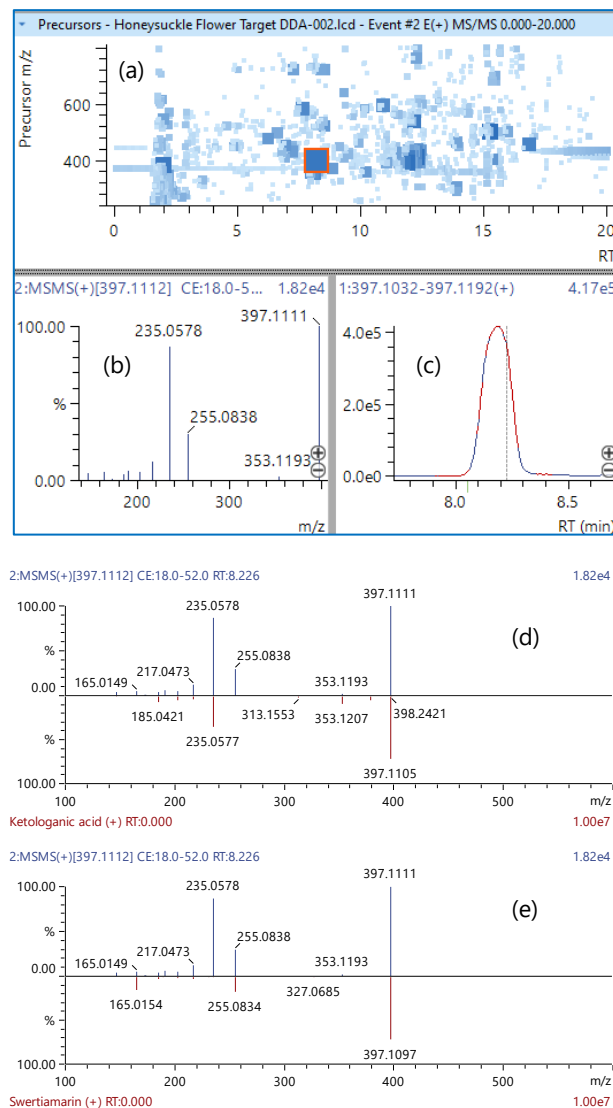 Precursors - Honeysuckle Flower Target DDA-002.lcd - Event #2 E(+) MS/MS 0.000-20.000
(a)
Precursor m/z
600
400
0 5 10 15 20
RT
2:MSMS(+)[397.1112] CE:18.0-5... 1.82e4
100.00
%
0.00
397.1111
235.0578
(b)
255.0838
353.1193
200 300
m/z
1:397.1032-397.1192(+) 4.17e5
4.0e5
2.0e5
0.0e0
(c)
8.0 8.5
RT (min)
2:MSMS(+)[397.1112] CE:18.0-52.0 RT:8.226 1.82e4
397.1111
100.00
235.0578
(d)
255.0838
165.0149 217.0473 353.1193
0.00
185.0421 313.1553 353.1207 398.2421
235.0577
%
397.1105
100.00
100 200 300 400 500 m/z
Ketologanic acid (+) RT:0.000 1.00e7
2:MSMS(+)[397.1112] CE:18.0-52.0 RT:8.226 1.82e4
397.1111
100.00
235.0578
(e)
255.0838
165.0149 217.0473 353.1193
0.00
165.0154 255.0834 327.0685
%
397.1097
100.00
100 200 300 400 500 m/z
Swertiamarin (+) RT:0.000 1.00e7